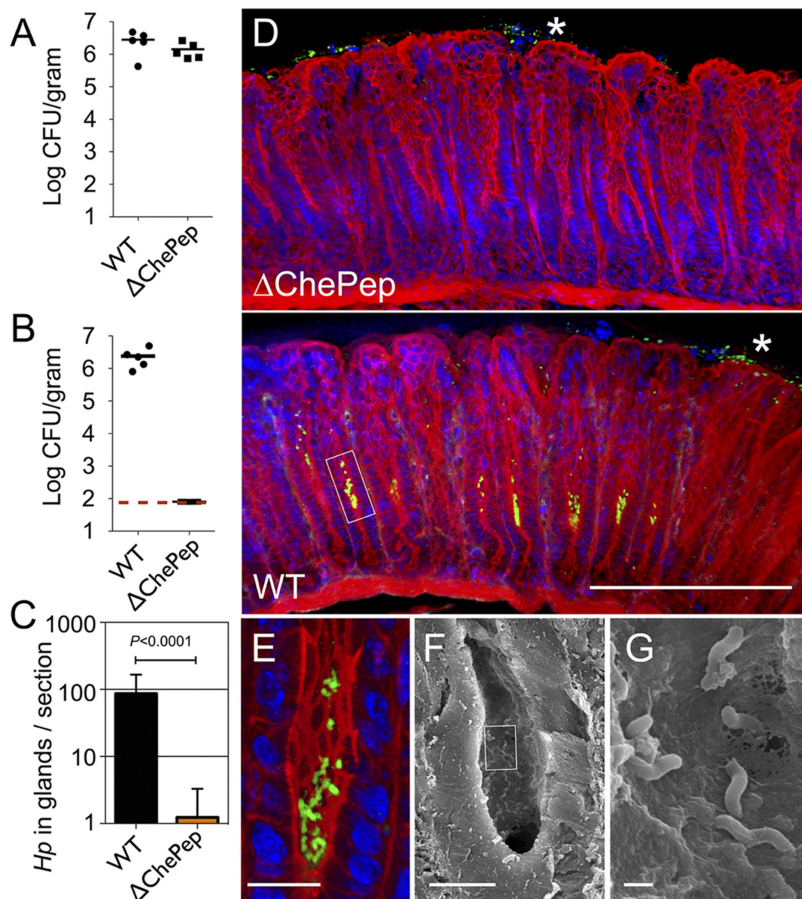 A
7
6
5
4
3
2
1
Log CFU/gram
WT
ΔChePep
B
7
6
5
4
3
2
1
Log CFU/gram
WT
ΔChePep
C
1000
100
10
1
Hp in glands / section
P<0.0001
WT
ΔChePep
D
*
ΔChePep
*
WT
E
F
G